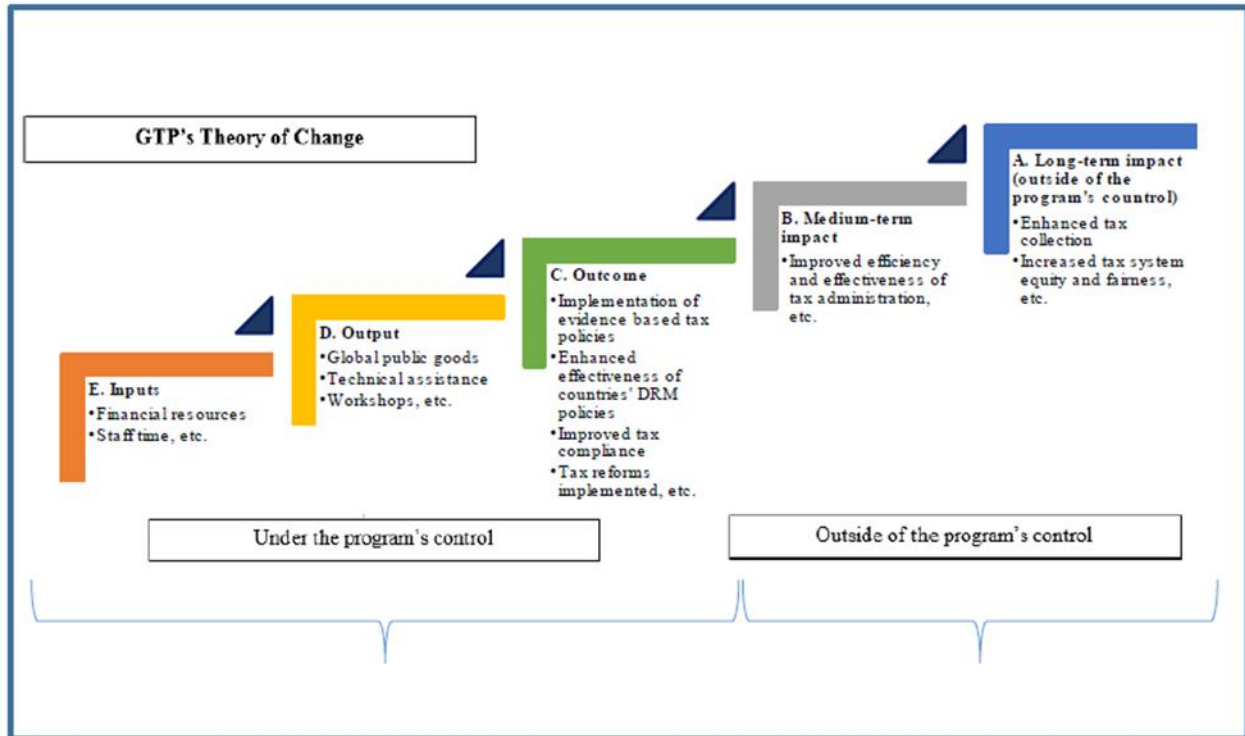 GTP's Theory of Change
E. Inputs
•Financial resources
•Staff time, etc.
D. Output
•Global public goods
•Technical assistance
•Workshops, etc.
C. Outcome
•Implementation of
evidence based tax
policies
•Enhanced
effectiveness of
countries' DRM
policies
•Improved tax
compliance
•Tax reforms
implemented, etc.
B. Medium-term
impact
•Improved efficiency
and effectiveness of
tax administration,
etc.
A. Long-term impact
(outside of the
program's countrol)
•Enhanced tax
collection
•Increased tax system
equity and fairness,
etc.
Under the program's control
Outside of the program's control